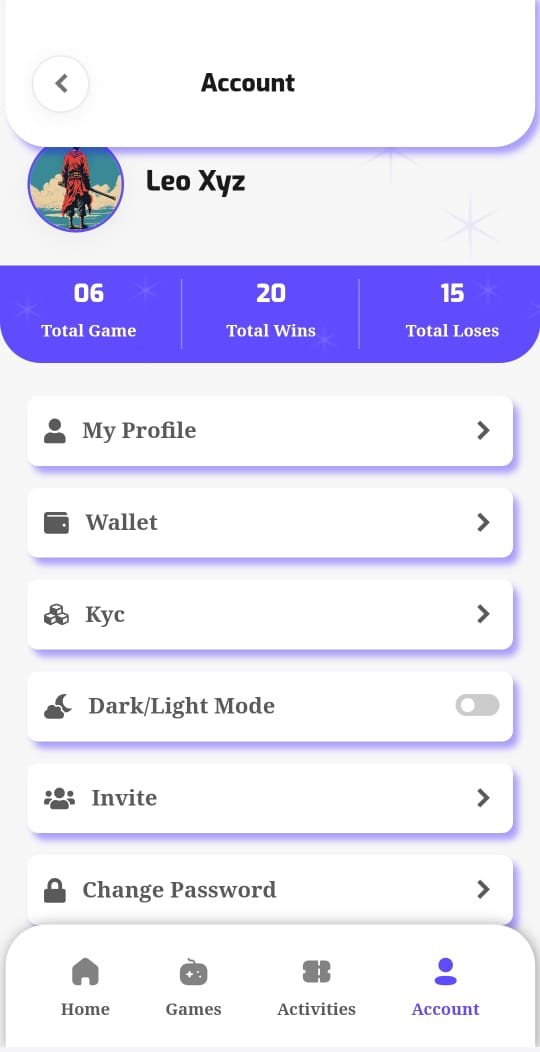 Account
Leo Xyz
06 20 15
Total Game Total Wins Total Loses
My Profile
Wallet
Kyc
Dark/Light Mode
Invite
Change Password
Home Games Activities Account